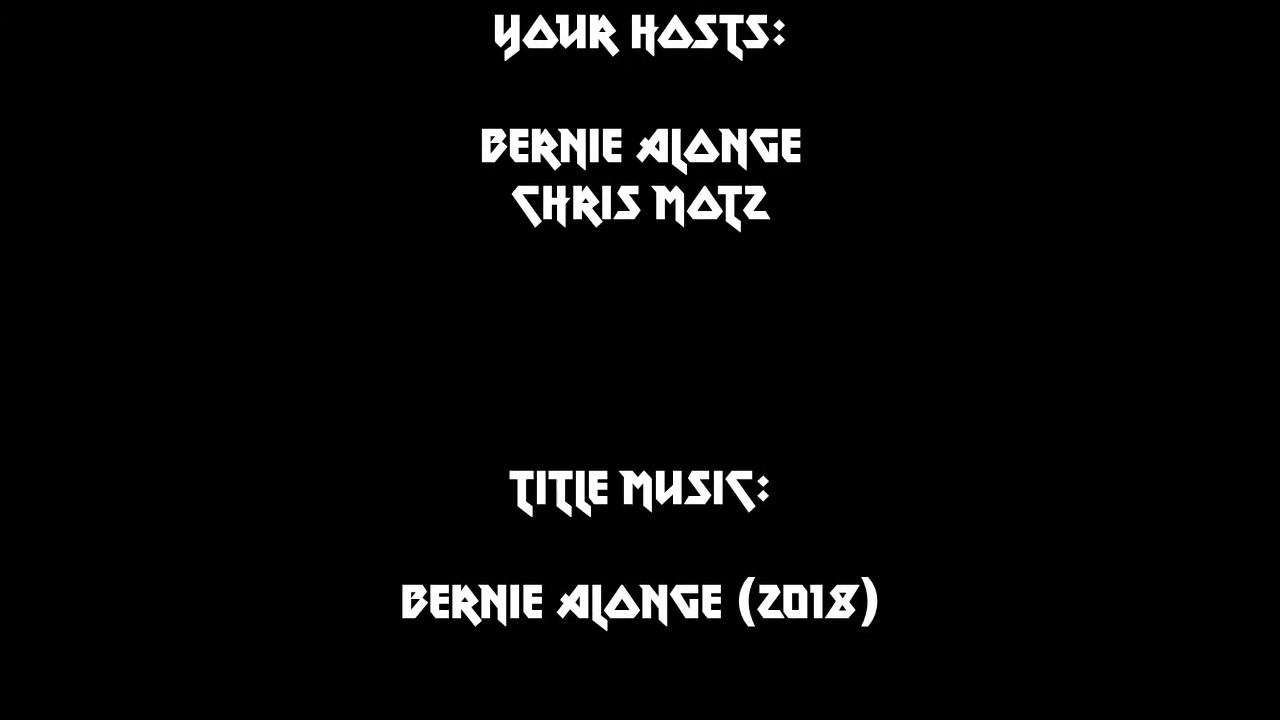 YOUR HOSTS:
BERNIE ALONGE
CHRIS MOTZ
TITLE MUSIC:
BERNIE ALONGE (2018)